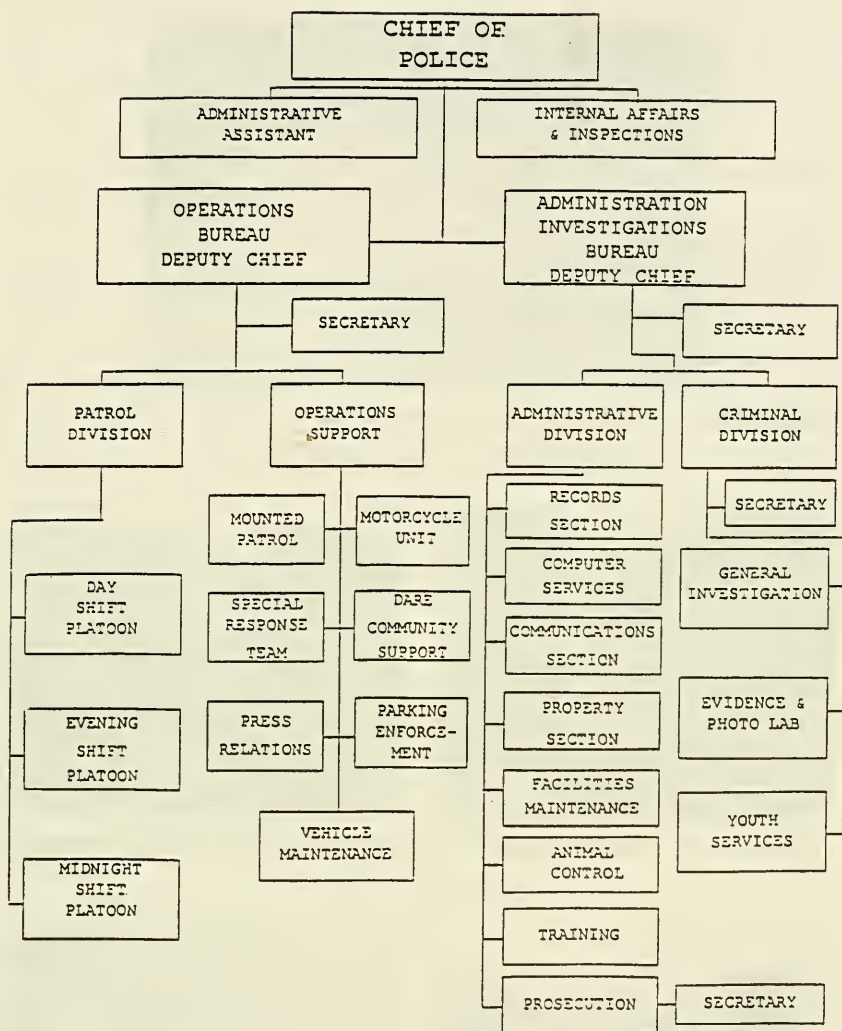 CHIEF OF
POLICE
ADMINISTRATIVE
ASSISTANT
INTERNAL AFFAIRS
& INSPECTIONS
OPERATIONS
BUREAU
DEPUTY CHIEF
ADMINISTRATION
INVESTIGATIONS
BUREAU
DEPUTY CHIEF
SECRETARY
SECRETARY
PATROL
DIVISION
OPERATIONS
SUPPORT
ADMINISTRATIVE
DIVISION
CRIMINAL
DIVISION
MOUNTED
PATROL
MOTORCYCLE
UNIT
RECORDS
SECTION
SECRETARY
DAY
SHIFT
PLATOON
SPECIAL
RESPONSE
TEAM
DARE
COMMUNITY
SUPPORT
COMPUTER
SERVICES
GENERAL
INVESTIGATION
COMMUNICATIONS
SECTION
EVENING
SHIFT
PLATOON
PRESS
RELATIONS
PARKING
ENFORCE-
MENT
PROPERTY
SECTION
EVIDENCE &
PHOTO LAB
FACILITIES
MAINTENANCE
YOUTH
SERVICES
VEHICLE
MAINTENANCE
ANIMAL
CONTROL
MIDNIGHT
SHIFT
PLATOON
TRAINING
PROSECUTION
SECRETARY